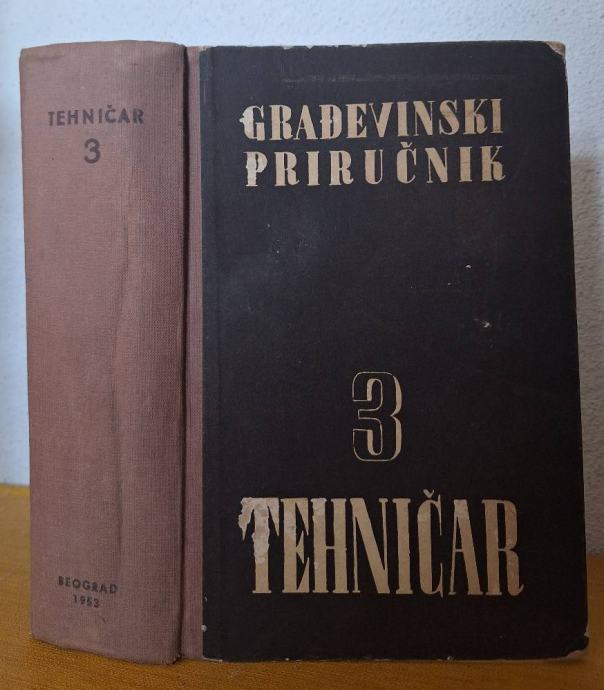 TEHNIČAR
3
BEOGRAD
1953
GRAĐEVINSKI
PRIRUČNIK
3
TEHNIČAR